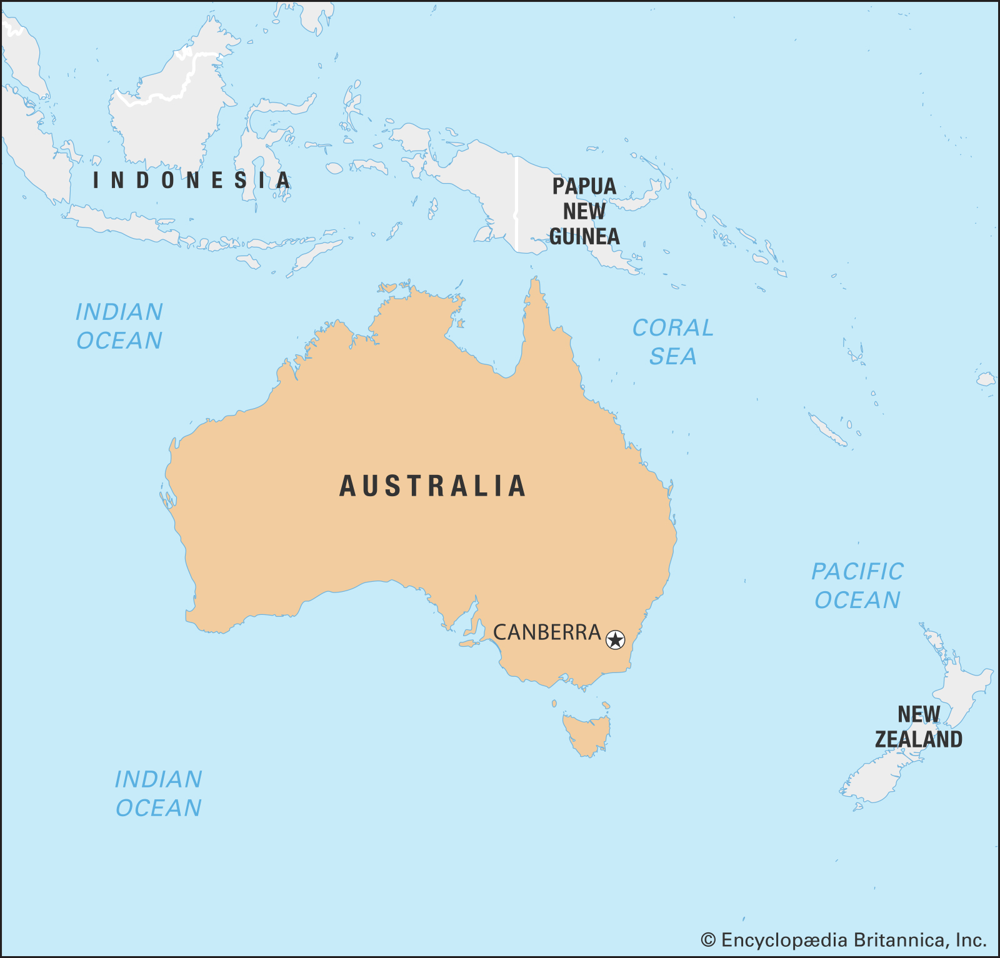 INDONESIA
PAPUA
NEW
GUINEA
INDIAN
OCEAN
CORAL
SEA
AUSTRALIA
PACIFIC
OCEAN
CANBERRA
NEW
ZEALAND
INDIAN
OCEAN
© Encyclopædia Britannica, Inc.